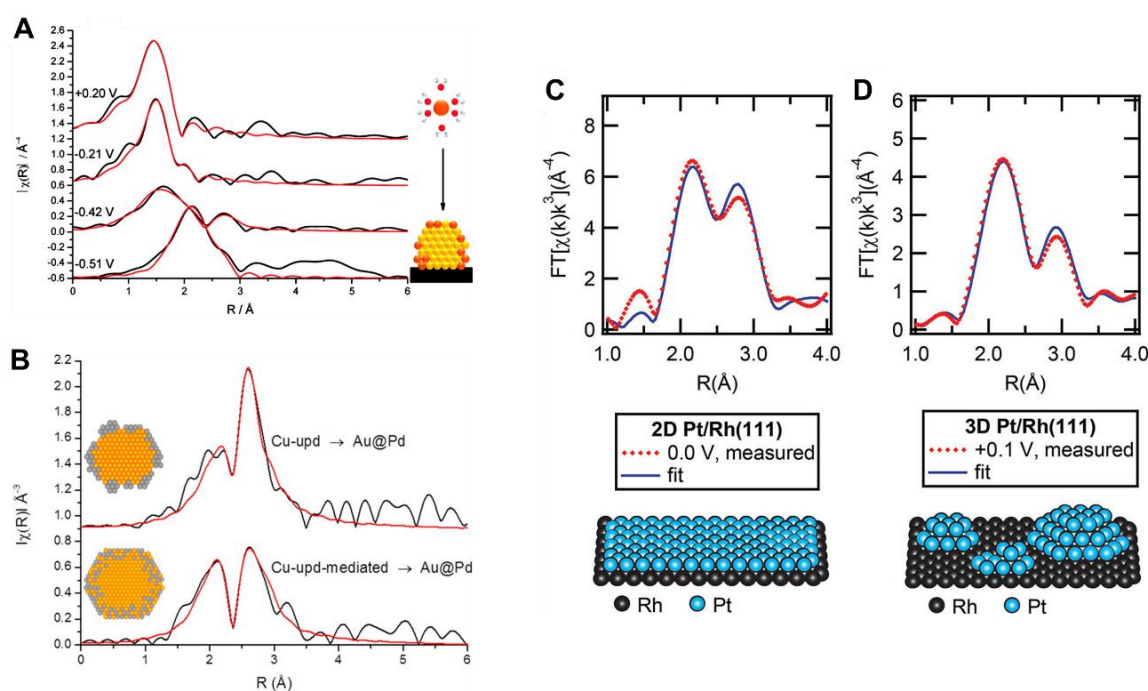 A
2.6
2.4
2.2
2.0
1.8
1.6
1.4
1.2
1.0
0.8
0.6
0.4
0.2
0.0
-0.2
-0.4
-0.6
|χ(R)| / Å⁻⁴
+0.20 V
-0.21 V
-0.42 V
-0.51 V
0 1 2 3 4 5 6
R / Å
B
2.2
2.0
1.8
1.6
1.4
1.2
1.0
0.8
0.6
0.4
0.2
0.0
|χ(R)| Å⁻³
Cu-upd → Au@Pd
Cu-upd-mediated → Au@Pd
0 1 2 3 4 5 6
R (Å)
C
8
6
4
2
0
FT[χ(k)k³](Å⁻⁴)
1.0 2.0 3.0 4.0
R(Å)
2D Pt/Rh(111)
0.0 V, measured
fit
Rh Pt
D
6
5
4
3
2
1
0
FT[χ(k)k³](Å⁻⁴)
1.0 2.0 3.0 4.0
R(Å)
3D Pt/Rh(111)
+0.1 V, measured
fit
Rh Pt